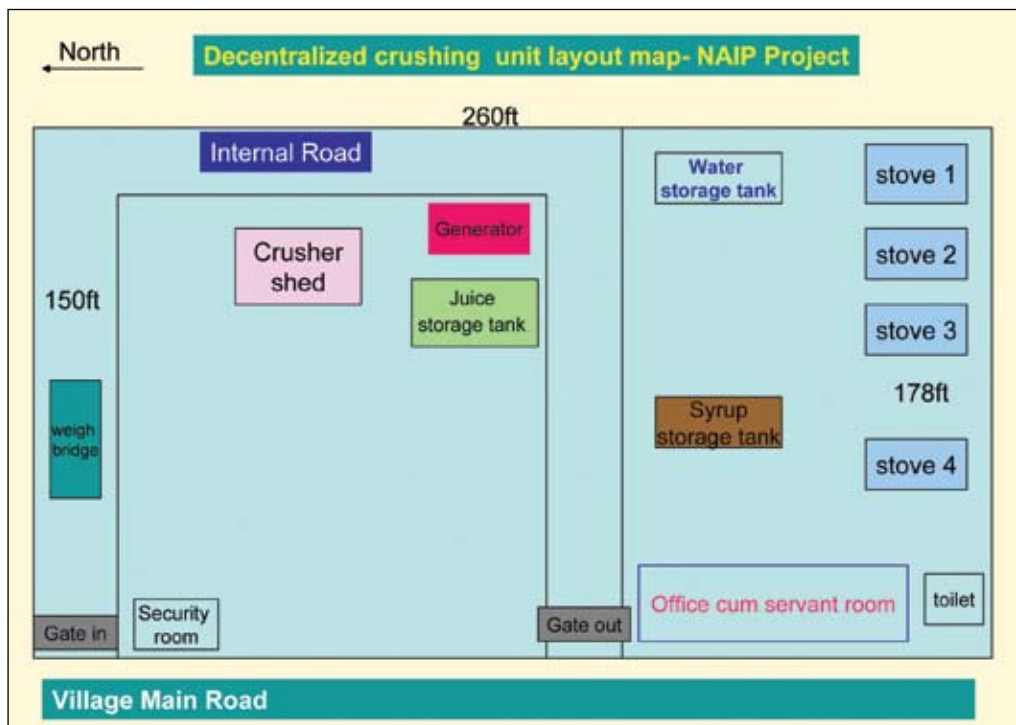 North
Decentralized crushing unit layout map- NAIP Project
260ft
Internal Road
Water
storage tank
stove 1
Generator
Crusher
shed
stove 2
Juice
storage tank
150ft
stove 3
178ft
weigh
bridge
Syrup
storage tank
stove 4
Security
room
Gate in
Gate out
Office cum servant room
toilet
Village Main Road